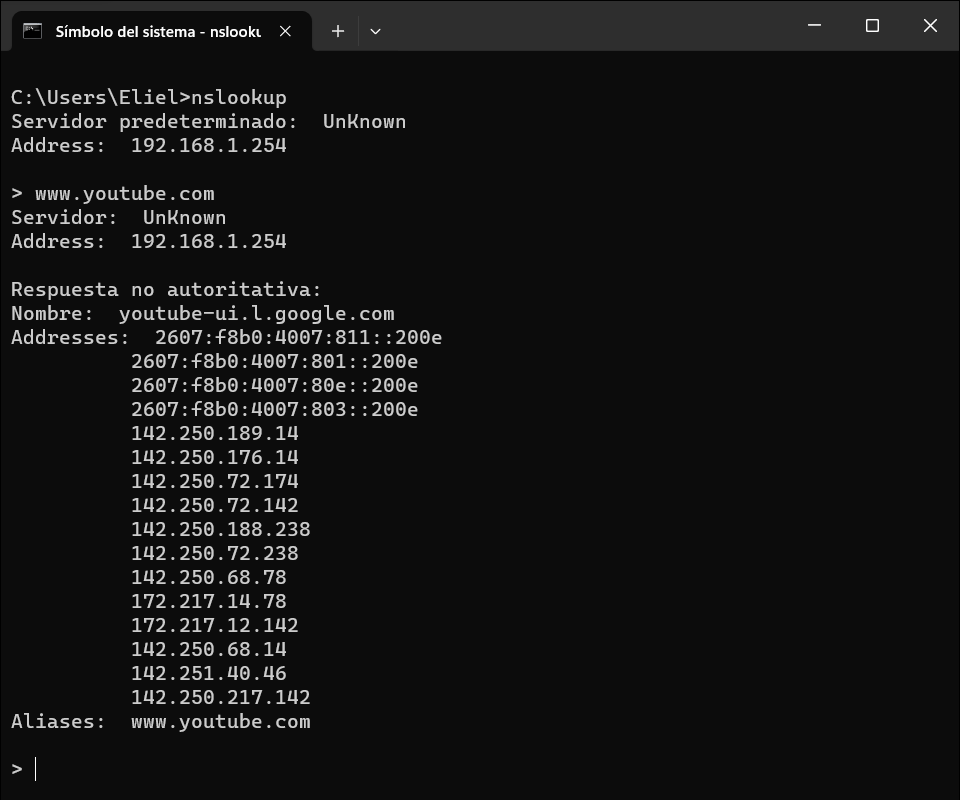 Símbolo del sistema - nslooku
C:\Users\Eliel>nslookup
Servidor predeterminado:  UnKnown
Address:  192.168.1.254
> www.youtube.com
Servidor:  UnKnown
Address:  192.168.1.254
Respuesta no autoritativa:
Nombre:  youtube-ui.l.google.com
Addresses:  2607:f8b0:4007:811::200e
2607:f8b0:4007:801::200e
2607:f8b0:4007:80e::200e
2607:f8b0:4007:803::200e
142.250.189.14
142.250.176.14
142.250.72.174
142.250.72.142
142.250.188.238
142.250.72.238
142.250.68.78
172.217.14.78
172.217.12.142
142.250.68.14
142.251.40.46
142.250.217.142
Aliases:  www.youtube.com
>